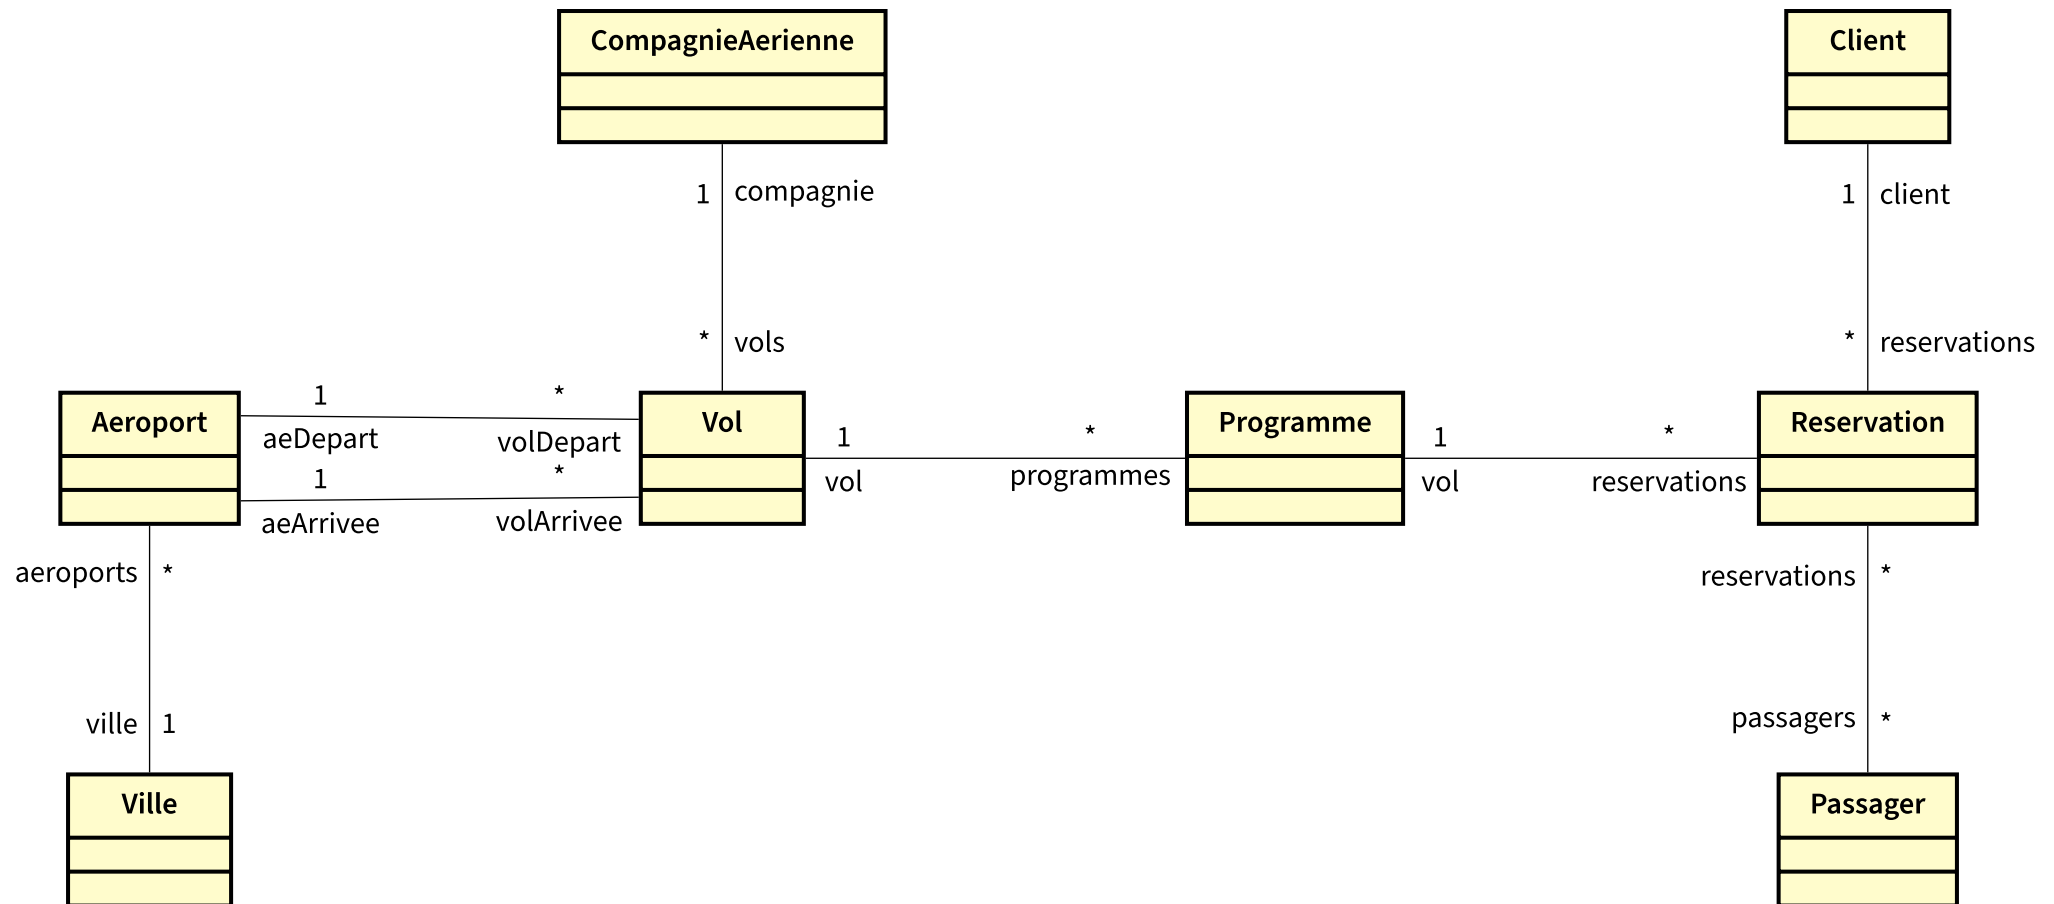 CompagnieAerienne
Client
1 compagnie
1 client
* vols
* reservations
Aeroport
1
*
aeDepart
volDepart
1
*
aeArrivee
volArrivee
Vol
1
*
vol
programmes
Programme
1
*
vol
reservations
Reservation
aeroports *
reservations *
ville 1
passagers *
Ville
Passager